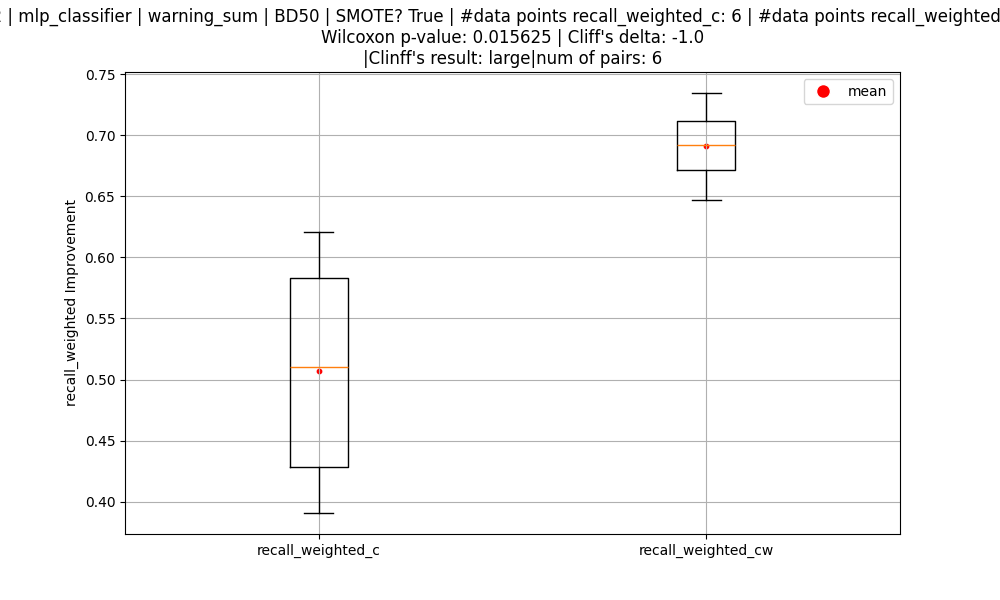 | mlp_classifier | warning_sum | BD50 | SMOTE? True | #data points recall_weighted_c: 6 | #data points recall_weighted
Wilcoxon p-value: 0.015625 | Cliff's delta: -1.0
|Clinff's result: large|num of pairs: 6
mean
recall_weighted Improvement
0.75
0.70
0.65
0.60
0.55
0.50
0.45
0.40
recall_weighted_c
recall_weighted_cw